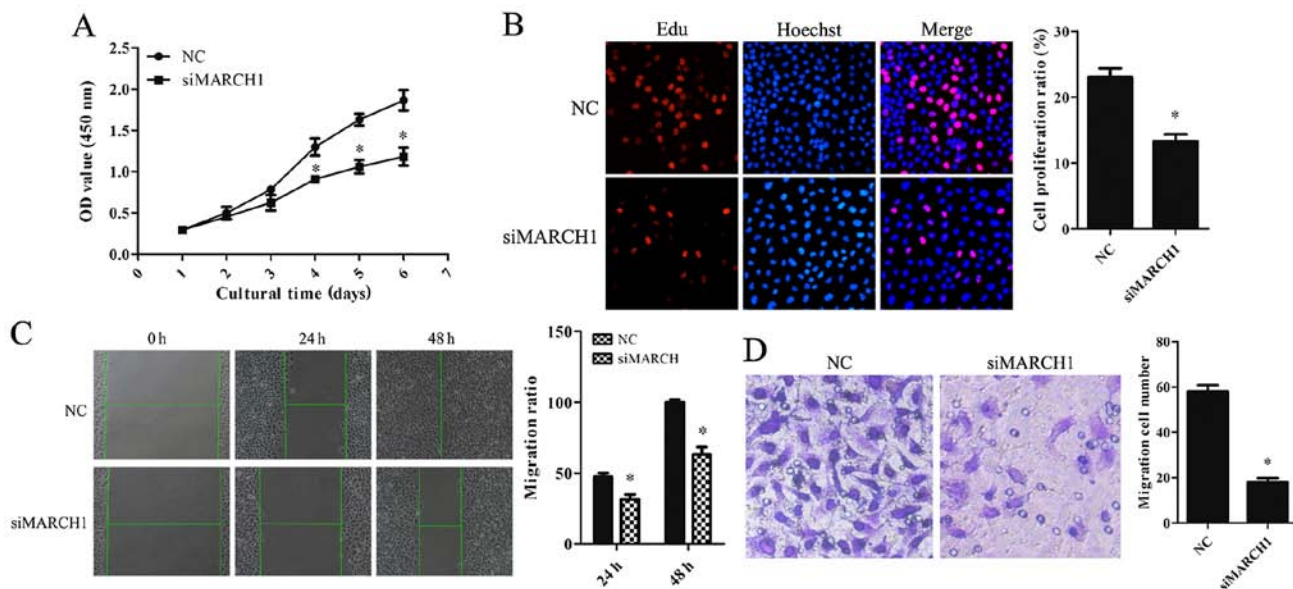 A
2.5
2.0
1.5
1.0
0.5
0.0
OD value (450 nm)
NC
siMARCH1
*
*
*
0
1
2
3
4
5
6
7
Cultural time (days)
B
Edu
Hoechst
Merge
NC
siMARCH1
30
20
10
0
Cell proliferation ratio (%)
*
NC
siMARCH1
C
0 h
24 h
48 h
NC
siMARCH1
150
100
50
0
Migration ratio
NC
siMARCH
*
*
24 h
48 h
D
NC
siMARCH1
80
60
40
20
0
Migration cell number
*
NC
siMARCH1